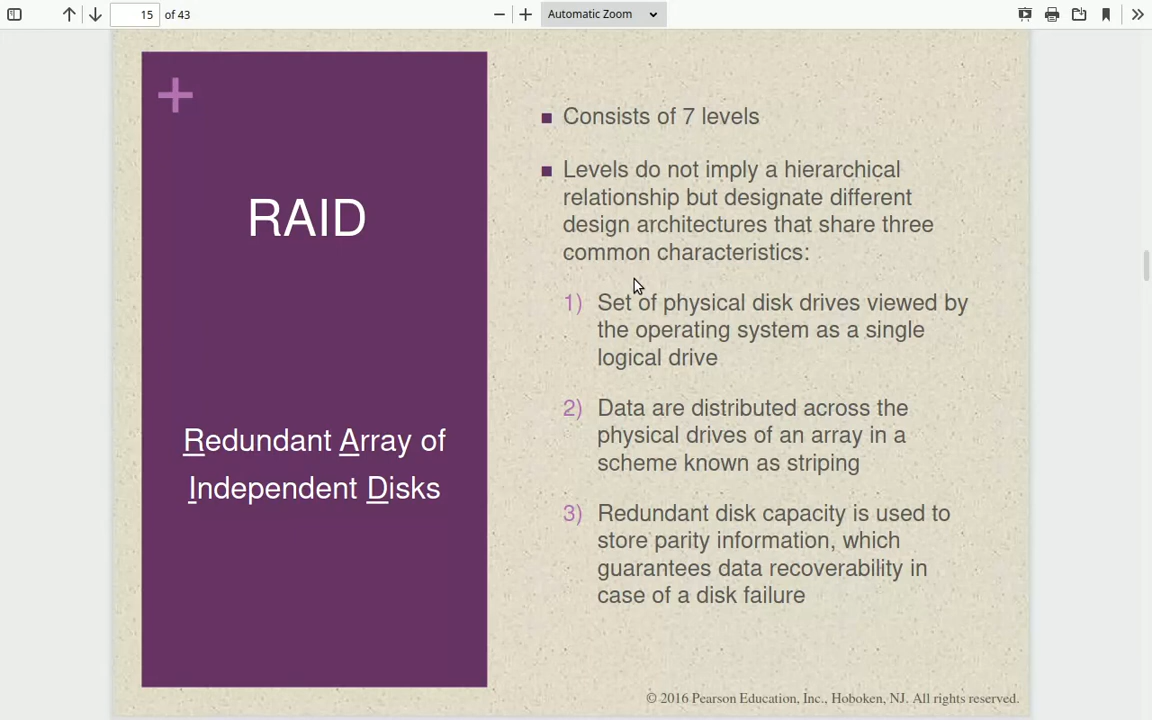 15 of 43
Automatic Zoom
+
RAID
Redundant Array of
Independent Disks
Consists of 7 levels
Levels do not imply a hierarchical
relationship but designate different
design architectures that share three
common characteristics:
1) Set of physical disk drives viewed by
the operating system as a single
logical drive
2) Data are distributed across the
physical drives of an array in a
scheme known as striping
3) Redundant disk capacity is used to
store parity information, which
guarantees data recoverability in
case of a disk failure
© 2016 Pearson Education, Inc., Hoboken, NJ. All rights reserved.